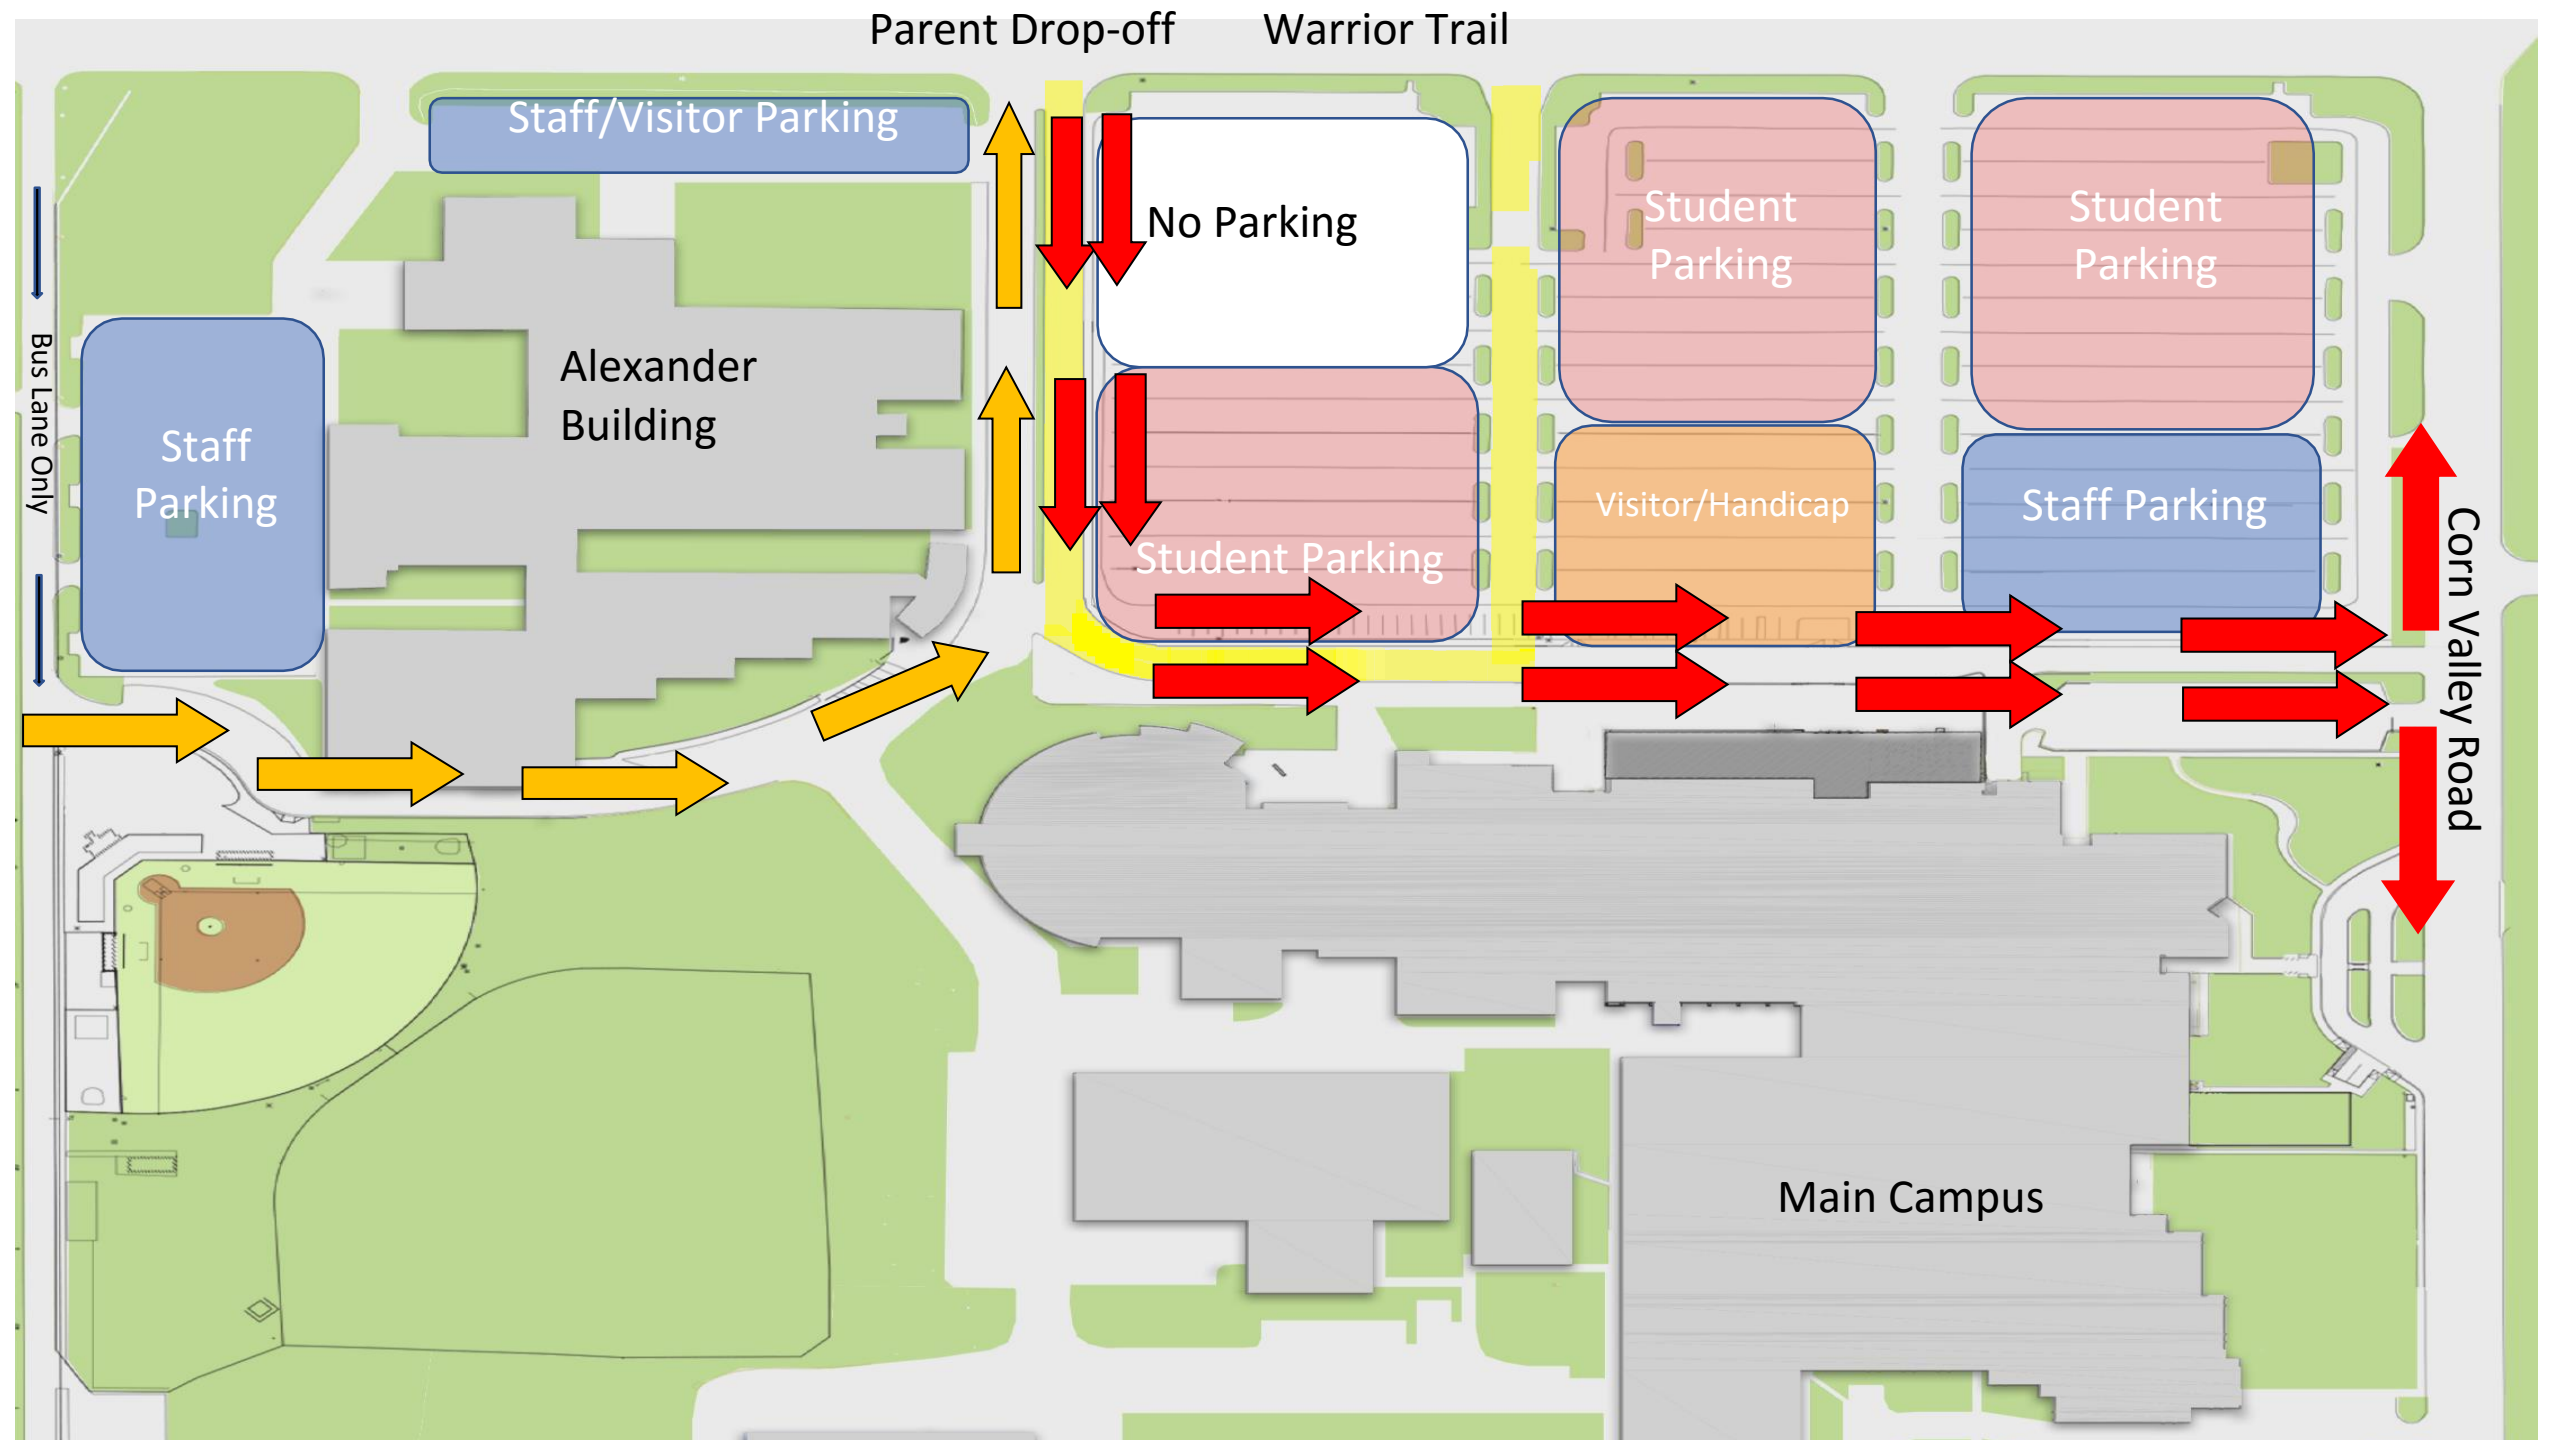 Parent Drop-off
Warrior Trail
Staff/Visitor Parking
No Parking
Student
Parking
Student
Parking
Bus Lane Only
Alexander
Building
Staff
Parking
Student Parking
Visitor/Handicap
Staff Parking
Corn Valley Road
Main Campus